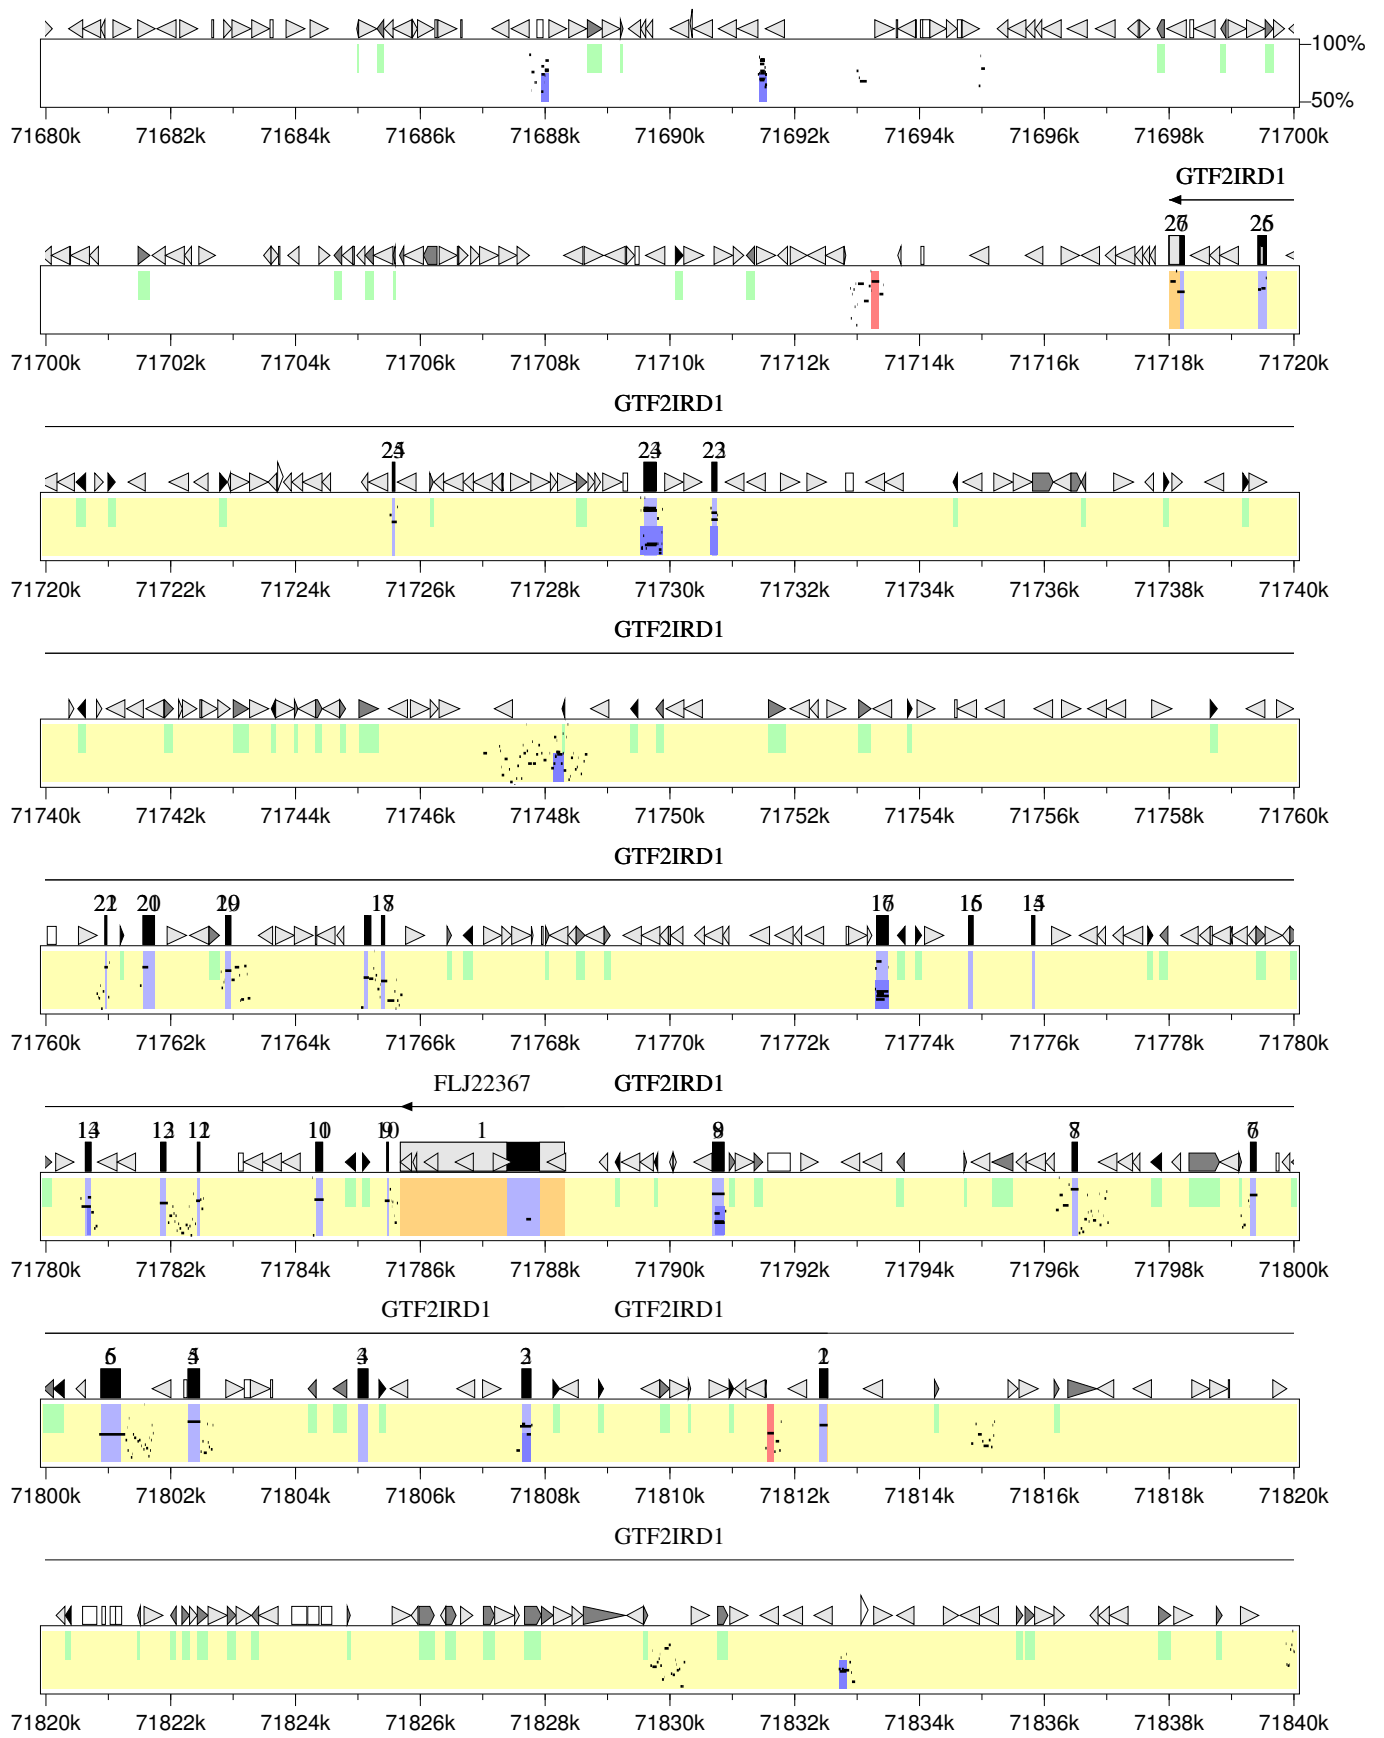 100%
50%
71680k 71682k 71684k 71686k 71688k 71690k 71692k 71694k 71696k 71698k 71700k
GTF2IRD1
71700k 71702k 71704k 71706k 71708k 71710k 71712k 71714k 71716k 71718k 71720k
GTF2IRD1
71720k 71722k 71724k 71726k 71728k 71730k 71732k 71734k 71736k 71738k 71740k
GTF2IRD1
71740k 71742k 71744k 71746k 71748k 71750k 71752k 71754k 71756k 71758k 71760k
GTF2IRD1
71760k 71762k 71764k 71766k 71768k 71770k 71772k 71774k 71776k 71778k 71780k
FLJ22367 GTF2IRD1
1
71780k 71782k 71784k 71786k 71788k 71790k 71792k 71794k 71796k 71798k 71800k
GTF2IRD1 GTF2IRD1
71800k 71802k 71804k 71806k 71808k 71810k 71812k 71814k 71816k 71818k 71820k
GTF2IRD1
71820k 71822k 71824k 71826k 71828k 71830k 71832k 71834k 71836k 71838k 71840k